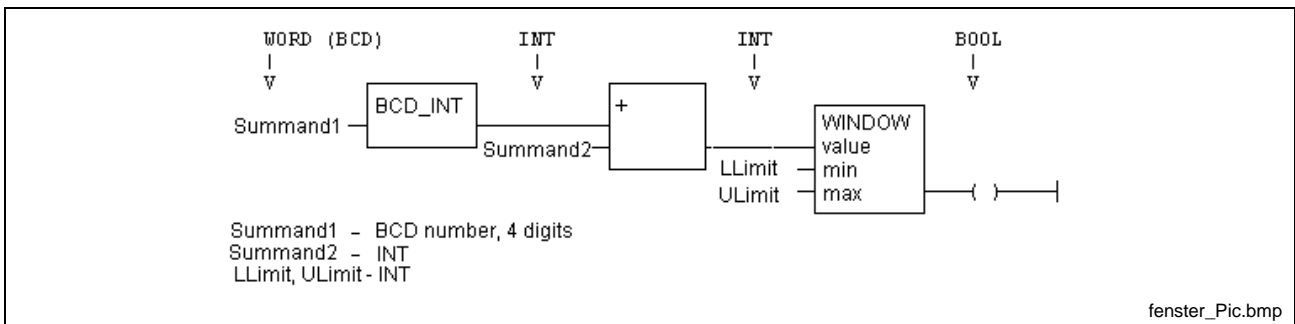 WORD (BCD) INT INT BOOL
| | | |
V V V V
BCD_INT + WINDOW
Summand1 value
Summand2 LLimit min
ULimit max ( )
Summand1 - BCD number, 4 digits
Summand2 - INT
LLimit, ULimit - INT
fenster_Pic.bmp